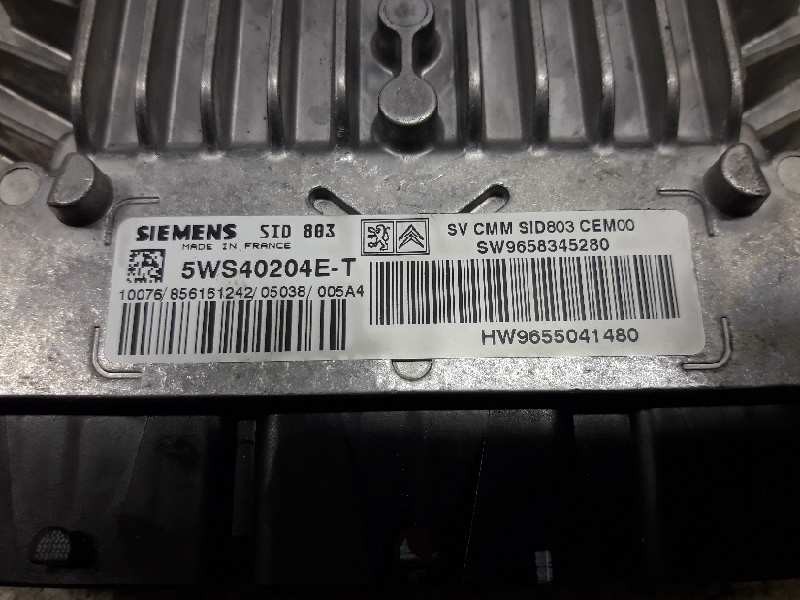 SIEMENS SID 803
MADE IN FRANCE
5WS40204E-T
10076/856151242/05038/005A4
SV CMM SID803 CEM00
SW9658345280
HW9655041480